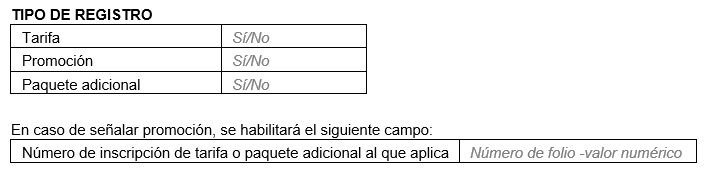 TIPO DE REGISTRO
Tarifa Sí/No
Promoción Sí/No
Paquete adicional Sí/No
En caso de señalar promoción, se habilitará el siguiente campo:
Número de inscripción de tarifa o paquete adicional al que aplica Número de folio -valor numérico